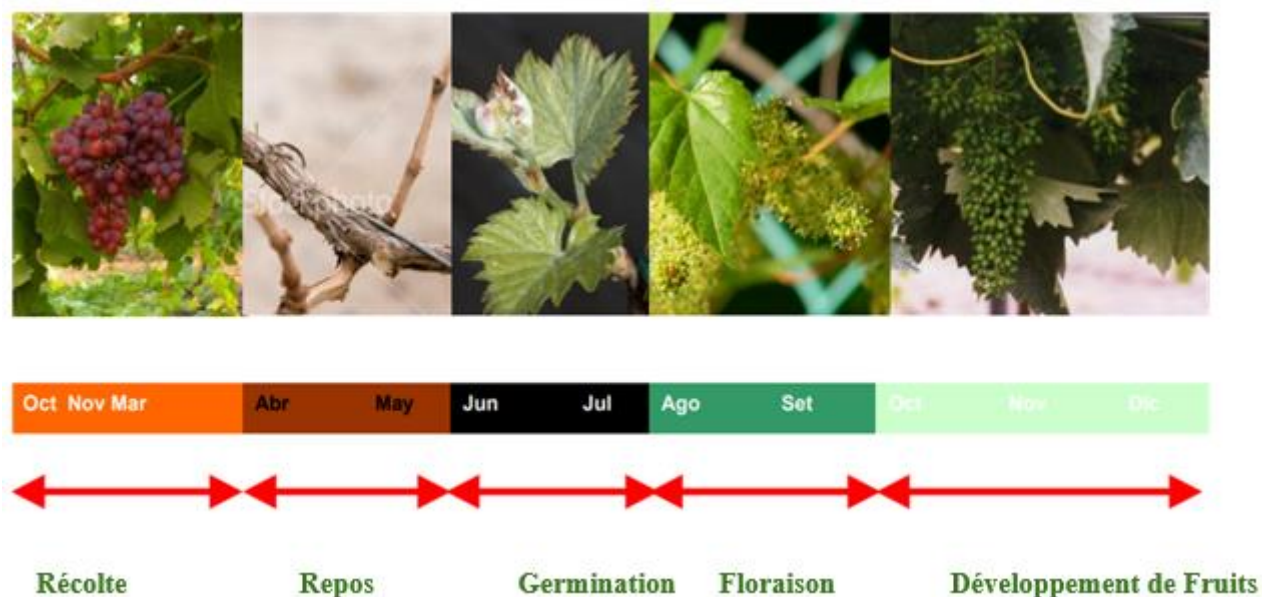 iStockphoto
Oct Nov Mar Abr May Jun Jul Ago Set Oct Nov Dic
Récolte Repos Germination Floraison Développement de Fruits